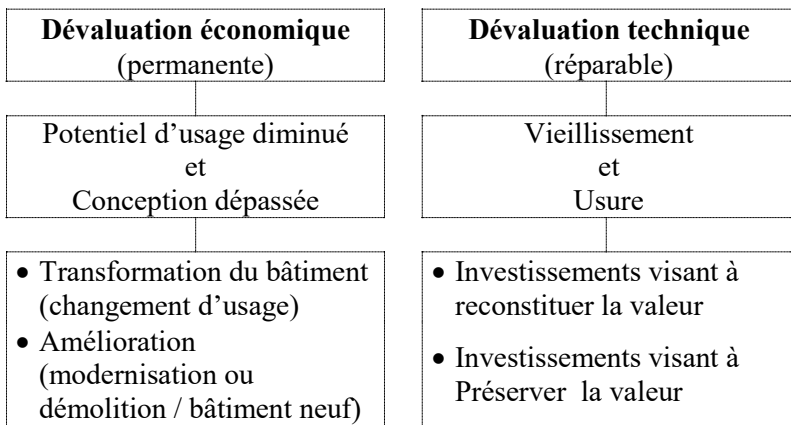 Dévaluation économique
(permanente)
Potentiel d'usage diminué
et
Conception dépassée
• Transformation du bâtiment
(changement d'usage)
• Amélioration
(modernisation ou
démolition / bâtiment neuf)
Dévaluation technique
(réparable)
Vieillissement
et
Usure
• Investissements visant à
reconstituer la valeur
• Investissements visant à
Préserver la valeur